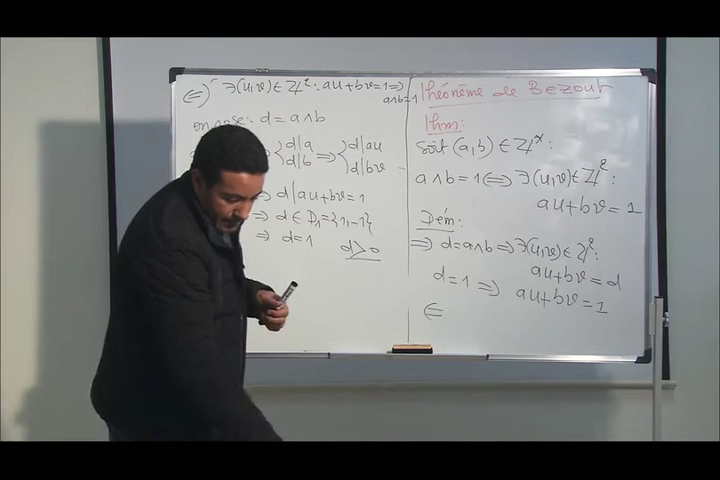 ⇐) ∃(u,v)∈ℤ²: au+bv=1 ⇒
a∧b=1
on pose: d=a∧b
⇒ {d|a ⇒ {d|au
{d|b {d|bv
⇒ d|au+bv=1
⇒ d∈D₁={1,-1}
⇒ d=1 d>0
Théorème de Bezout
Thm:
Soit (a,b)∈ℤ*:
a∧b=1 ⇔ ∃(u,v)∈ℤ²:
au+bv=1
Dém:
⇒ d=a∧b ⇒ ∃(u,v)∈ℤ²:
au+bv=d
d=1 ⇒ au+bv=1
⇐